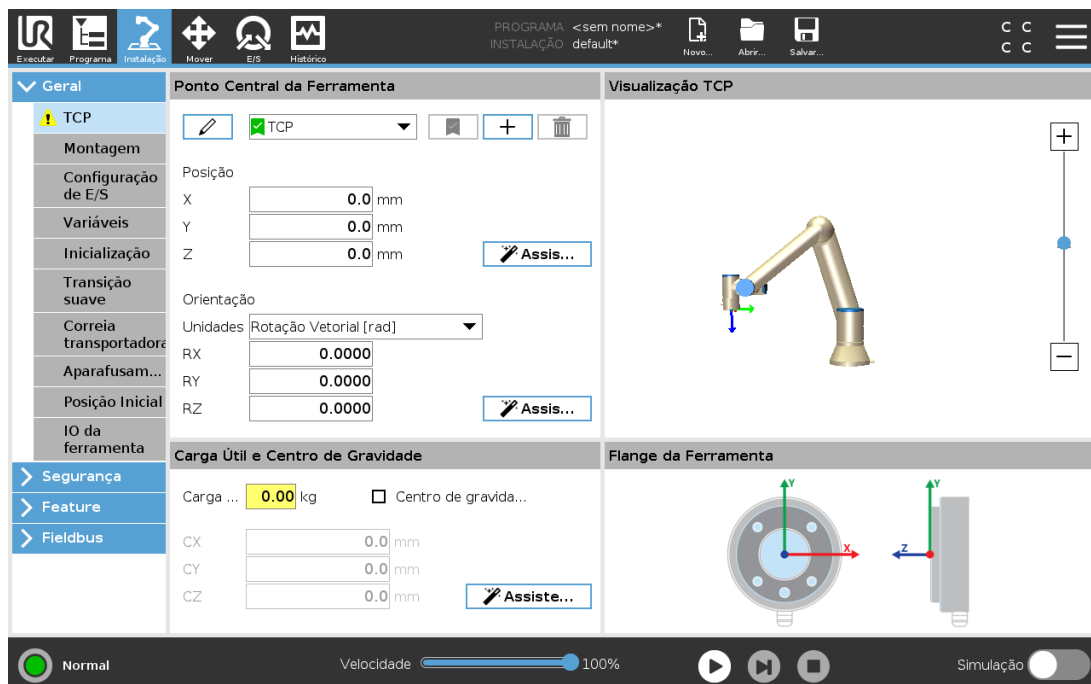 PROGRAMA <sem nome>*
INSTALAÇÃO default*
C C
C C
Executar Programa Instalação Mover E/S Histórico Novo... Abrir... Salvar...
Geral
TCP
Montagem
Configuração
de E/S
Variáveis
Inicialização
Transição
suave
Correia
transportadora
Aparafusam...
Posição Inicial
IO da
ferramenta
Segurança
Feature
Fieldbus
Ponto Central da Ferramenta
TCP
Posição
X 0.0 mm
Y 0.0 mm
Z 0.0 mm Assis...
Orientação
Unidades Rotação Vetorial [rad]
RX 0.0000
RY 0.0000
RZ 0.0000 Assis...
Carga Útil e Centro de Gravidade
Carga ... 0.00 kg Centro de gravida...
CX 0.0 mm
CY 0.0 mm
CZ 0.0 mm Assiste...
Visualização TCP
Flange da Ferramenta
Y Y
X Z
Normal Velocidade 100% Simulação